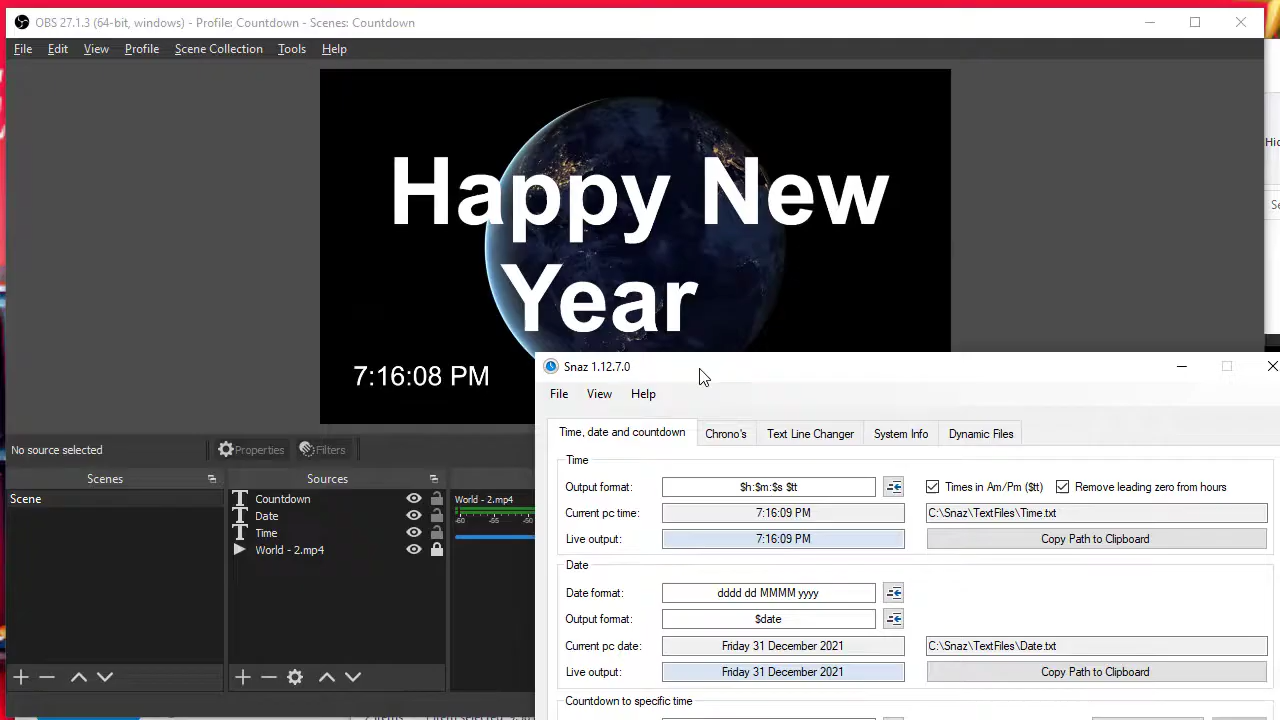 OBS 27.1.3 (64-bit, windows) - Profile: Countdown - Scenes: Countdown
File Edit View Profile Scene Collection Tools Help
Happy New
Year
7:16:08 PM
No source selected
Properties
Filters
Scenes
Scene
Sources
Countdown
Date
Time
World - 2.mp4
World - 2.mp4
-60 -55 -50
Snaz 1.12.7.0
File View Help
Time, date and countdown Chrono's Text Line Changer System Info Dynamic Files
Time
Output format: $h:$m:$s $tt Times in Am/Pm ($tt) Remove leading zero from hours
Current pc time: 7:16:09 PM C:\Snaz\TextFiles\Time.txt
Live output: 7:16:09 PM Copy Path to Clipboard
Date
Date format: dddd dd MMMM yyyy
Output format: $date
Current pc date: Friday 31 December 2021 C:\Snaz\TextFiles\Date.txt
Live output: Friday 31 December 2021 Copy Path to Clipboard
Countdown to specific time